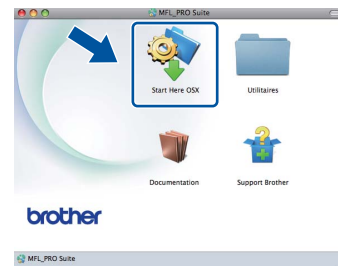 MFL_PRO Suite
Start Here OSX
Utilitaires
Documentation
Support Brother
brother
MFL_PRO Suite